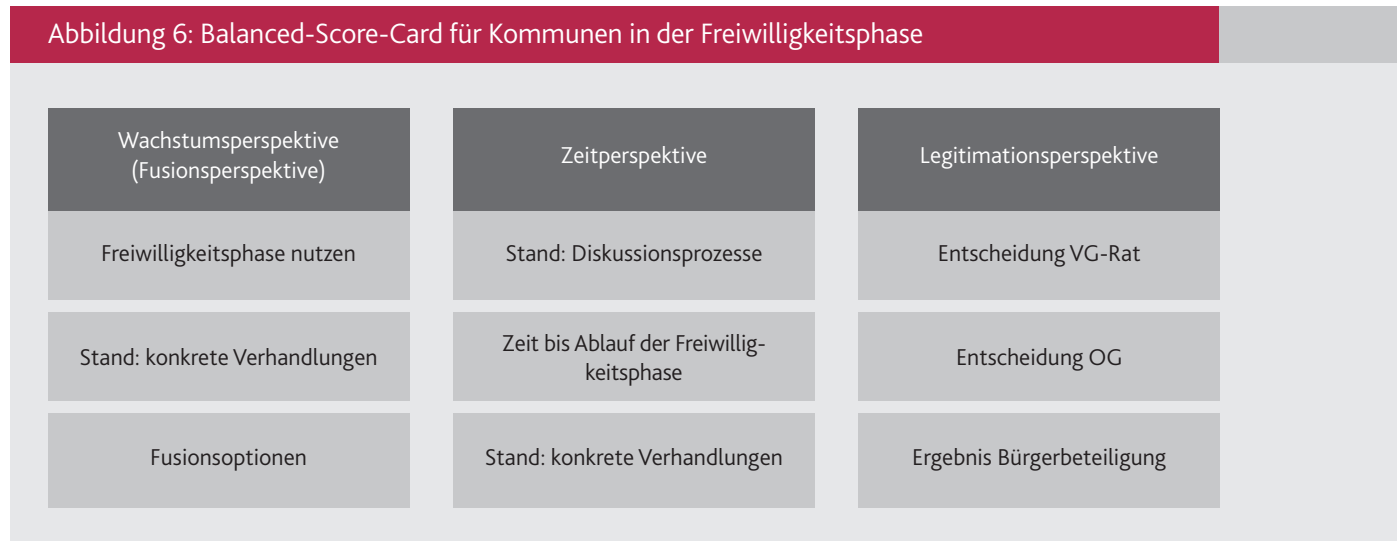 Abbildung 6: Balanced-Score-Card für Kommunen in der Freiwilligkeitsphase
Wachstumsperspektive
(Fusionsperspektive)
Freiwilligkeitsphase nutzen
Stand: konkrete Verhandlungen
Fusionsoptionen
Zeitperspektive
Stand: Diskussionsprozesse
Zeit bis Ablauf der Freiwillig-
keitsphase
Stand: konkrete Verhandlungen
Legitimationsperspektive
Entscheidung VG-Rat
Entscheidung OG
Ergebnis Bürgerbeteiligung